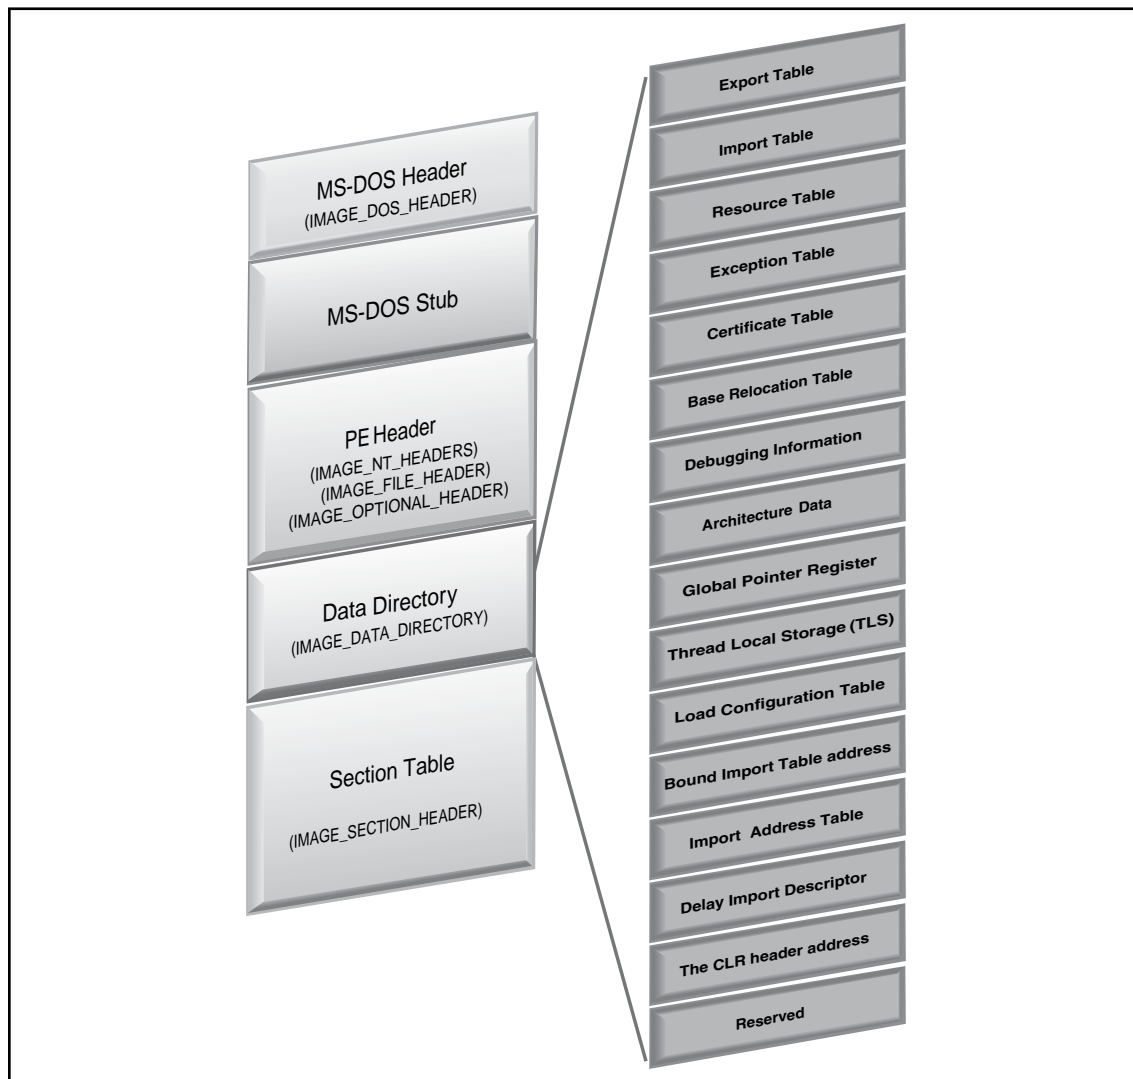 MS-DOS Header
(IMAGE_DOS_HEADER)
MS-DOS Stub
PE Header
(IMAGE_NT_HEADERS)
(IMAGE_FILE_HEADER)
(IMAGE_OPTIONAL_HEADER)
Data Directory
(IMAGE_DATA_DIRECTORY)
Section Table
(IMAGE_SECTION_HEADER)
Export Table
Import Table
Resource Table
Exception Table
Certificate Table
Base Relocation Table
Debugging Information
Architecture Data
Global Pointer Register
Thread Local Storage (TLS)
Load Configuration Table
Bound Import Table address
Import Address Table
Delay Import Descriptor
The CLR header address
Reserved